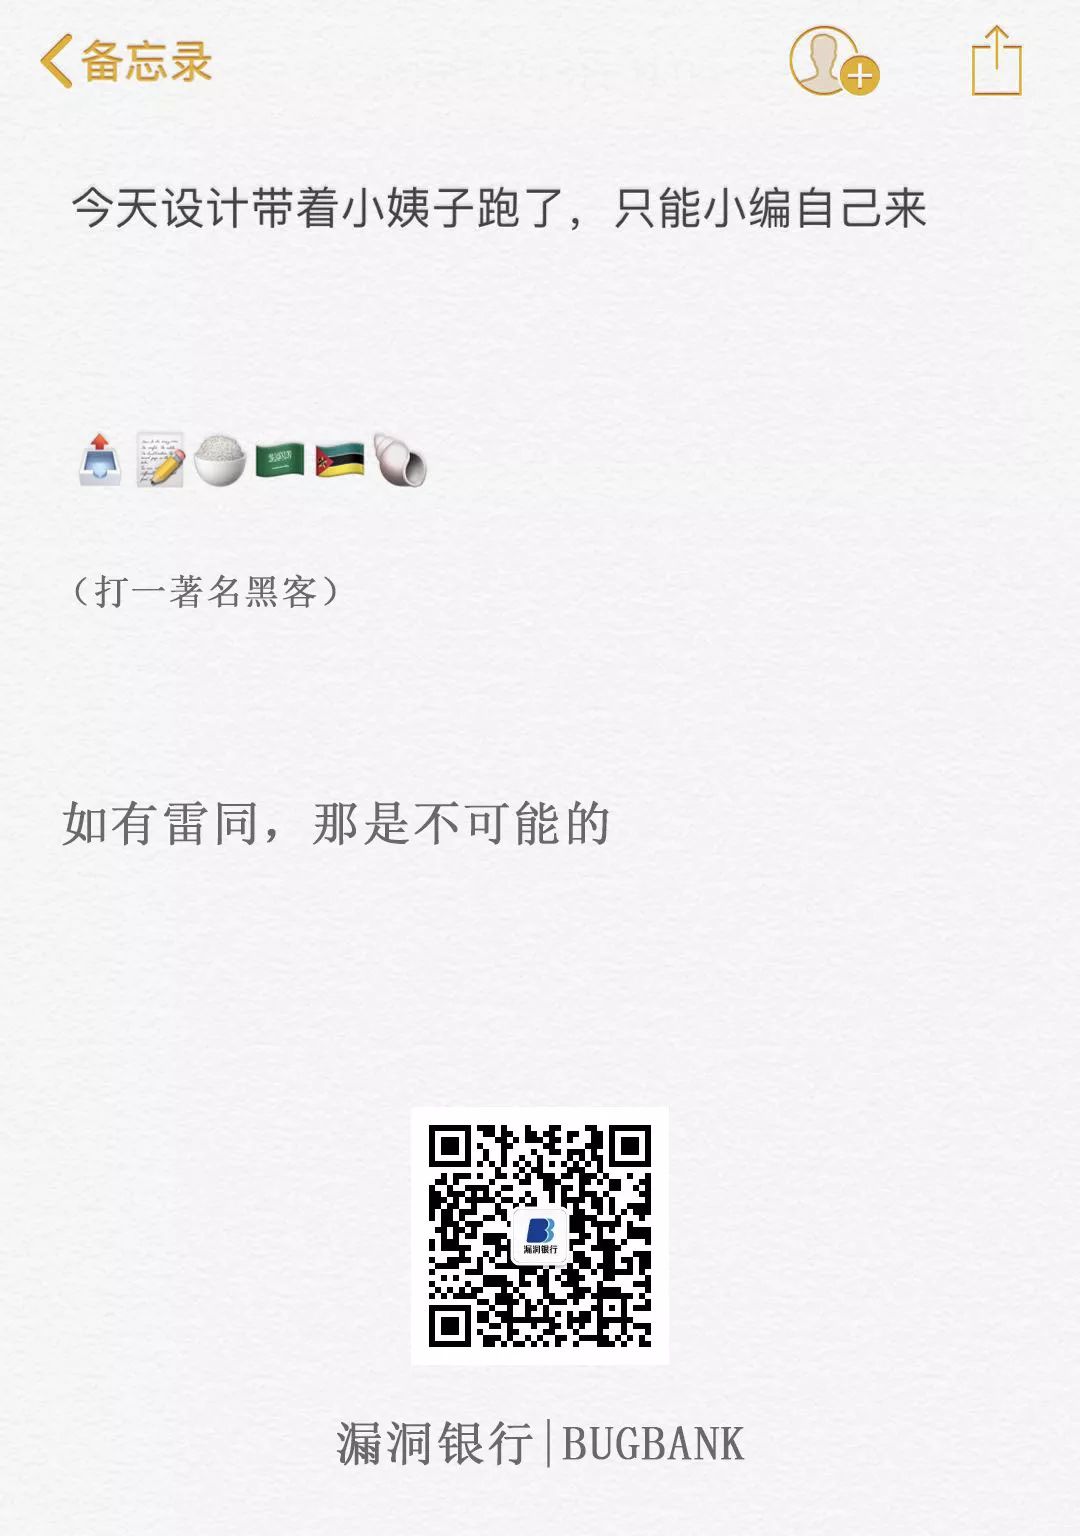 备忘录
今天设计带着小姨子跑了，只能小编自己来
（打一著名黑客）
如有雷同，那是不可能的
漏洞银行
漏洞银行|BUGBANK